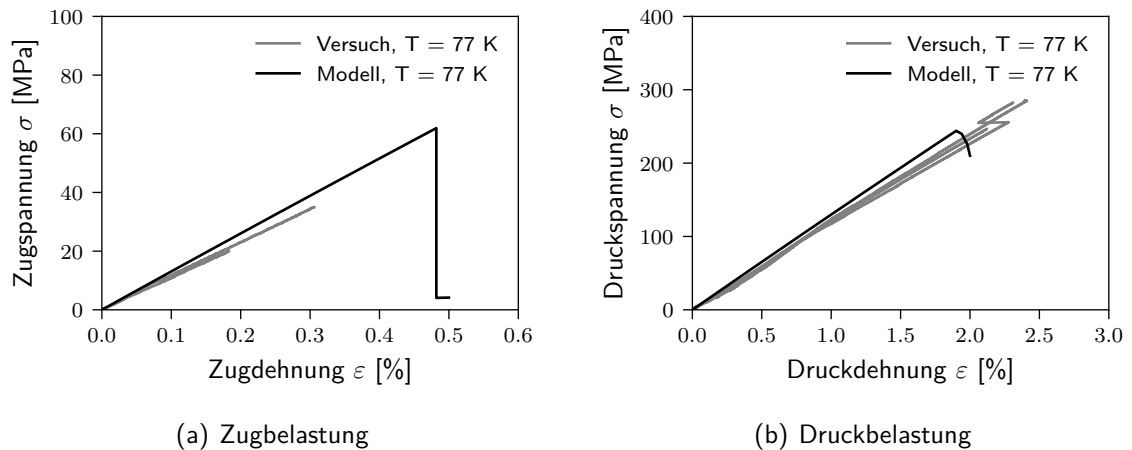 100
80
60
40
20
0
0.0 0.1 0.2 0.3 0.4 0.5 0.6
Zugspannung σ [MPa]
Zugdehnung ε [%]
Versuch, T = 77 K
Modell, T = 77 K
(a) Zugbelastung
400
300
200
100
0
0.0 0.5 1.0 1.5 2.0 2.5 3.0
Druckspannung σ [MPa]
Druckdehnung ε [%]
Versuch, T = 77 K
Modell, T = 77 K
(b) Druckbelastung